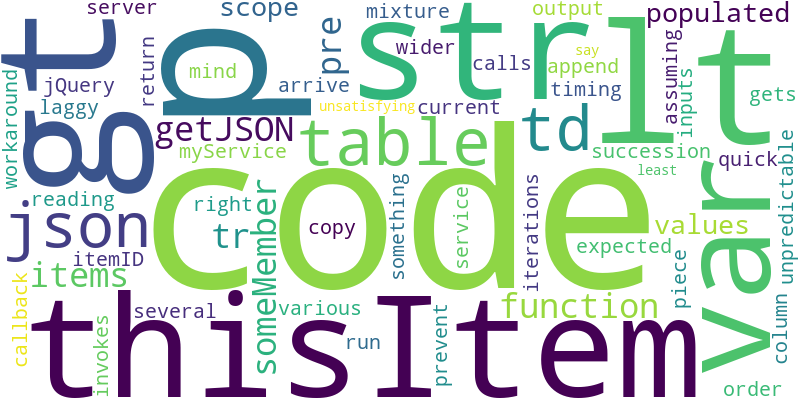 server
scope
mixture
output
populated
gt
p
str
lt
pre
wider
calls
return
jQuery
mind
arrive
append
say
workaround
laggy
unsatisfying
current
timing
assuming
inputs
gets
getJSON
td
var
myService
table
succession
quick
least
reading
right
code
something
iterations
values
unpredictable
json
tr
copy
service
expected
itemID
items
someMember
piece
column
callback
thisItem
function
several
various
run
prevent
invokes
order